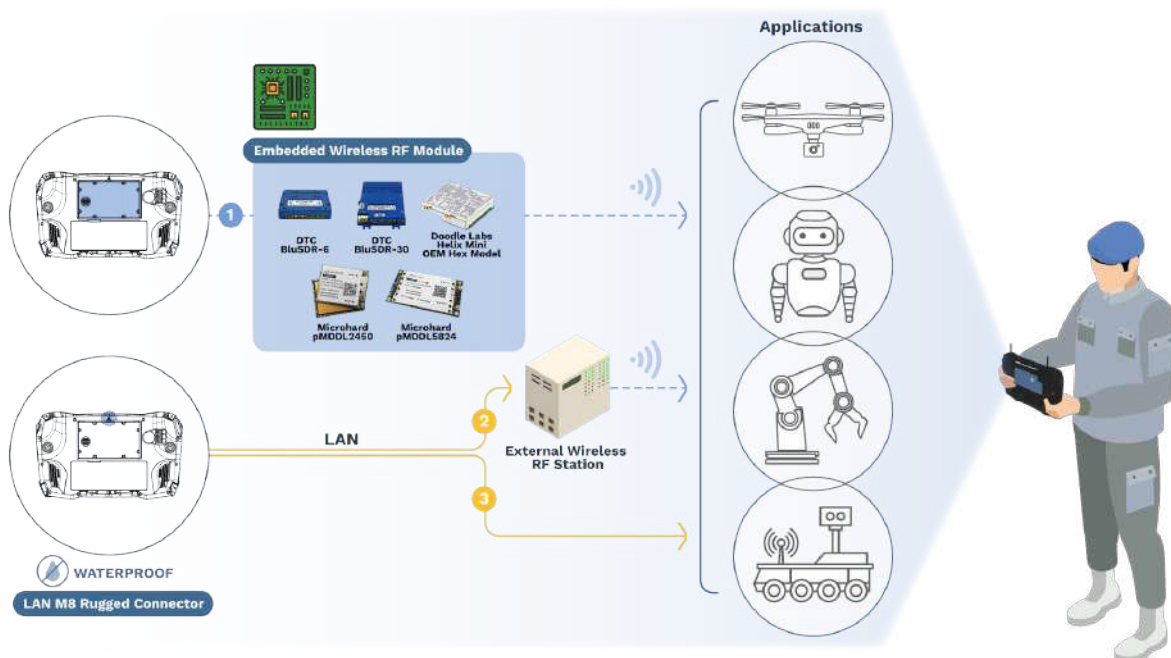 Applications
Embedded Wireless RF Module
1
DTC
BluSDR-6
DTC
BluSDR-30
Doodle Labs
Helix Mini
OEM Hex Model
Microhard
pMDDL2450
Microhard
pMDDL5824
2
LAN
External Wireless
RF Station
3
WATERPROOF
LAN M8 Rugged Connector